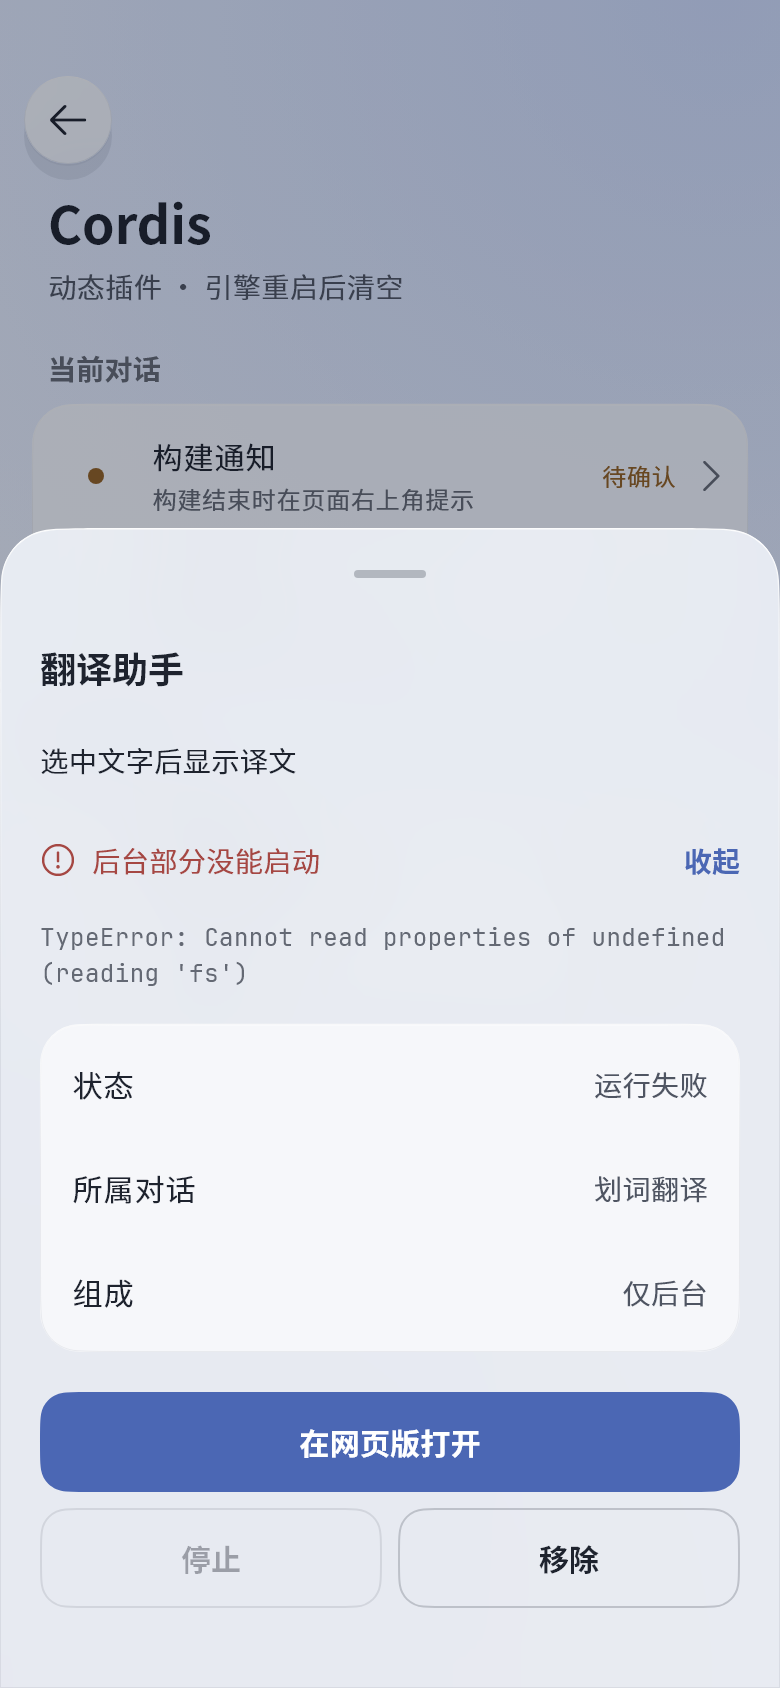 Cordis
动态插件 · 引擎重启后清空
当前对话
构建通知
待确认
构建结束时在页面右上角提示
翻译助手
选中文字后显示译文
后台部分没能启动
收起
TypeError: Cannot read properties of undefined
(reading 'fs')
状态
运行失败
所属对话
划词翻译
组成
仅后台
在网页版打开
停止
移除